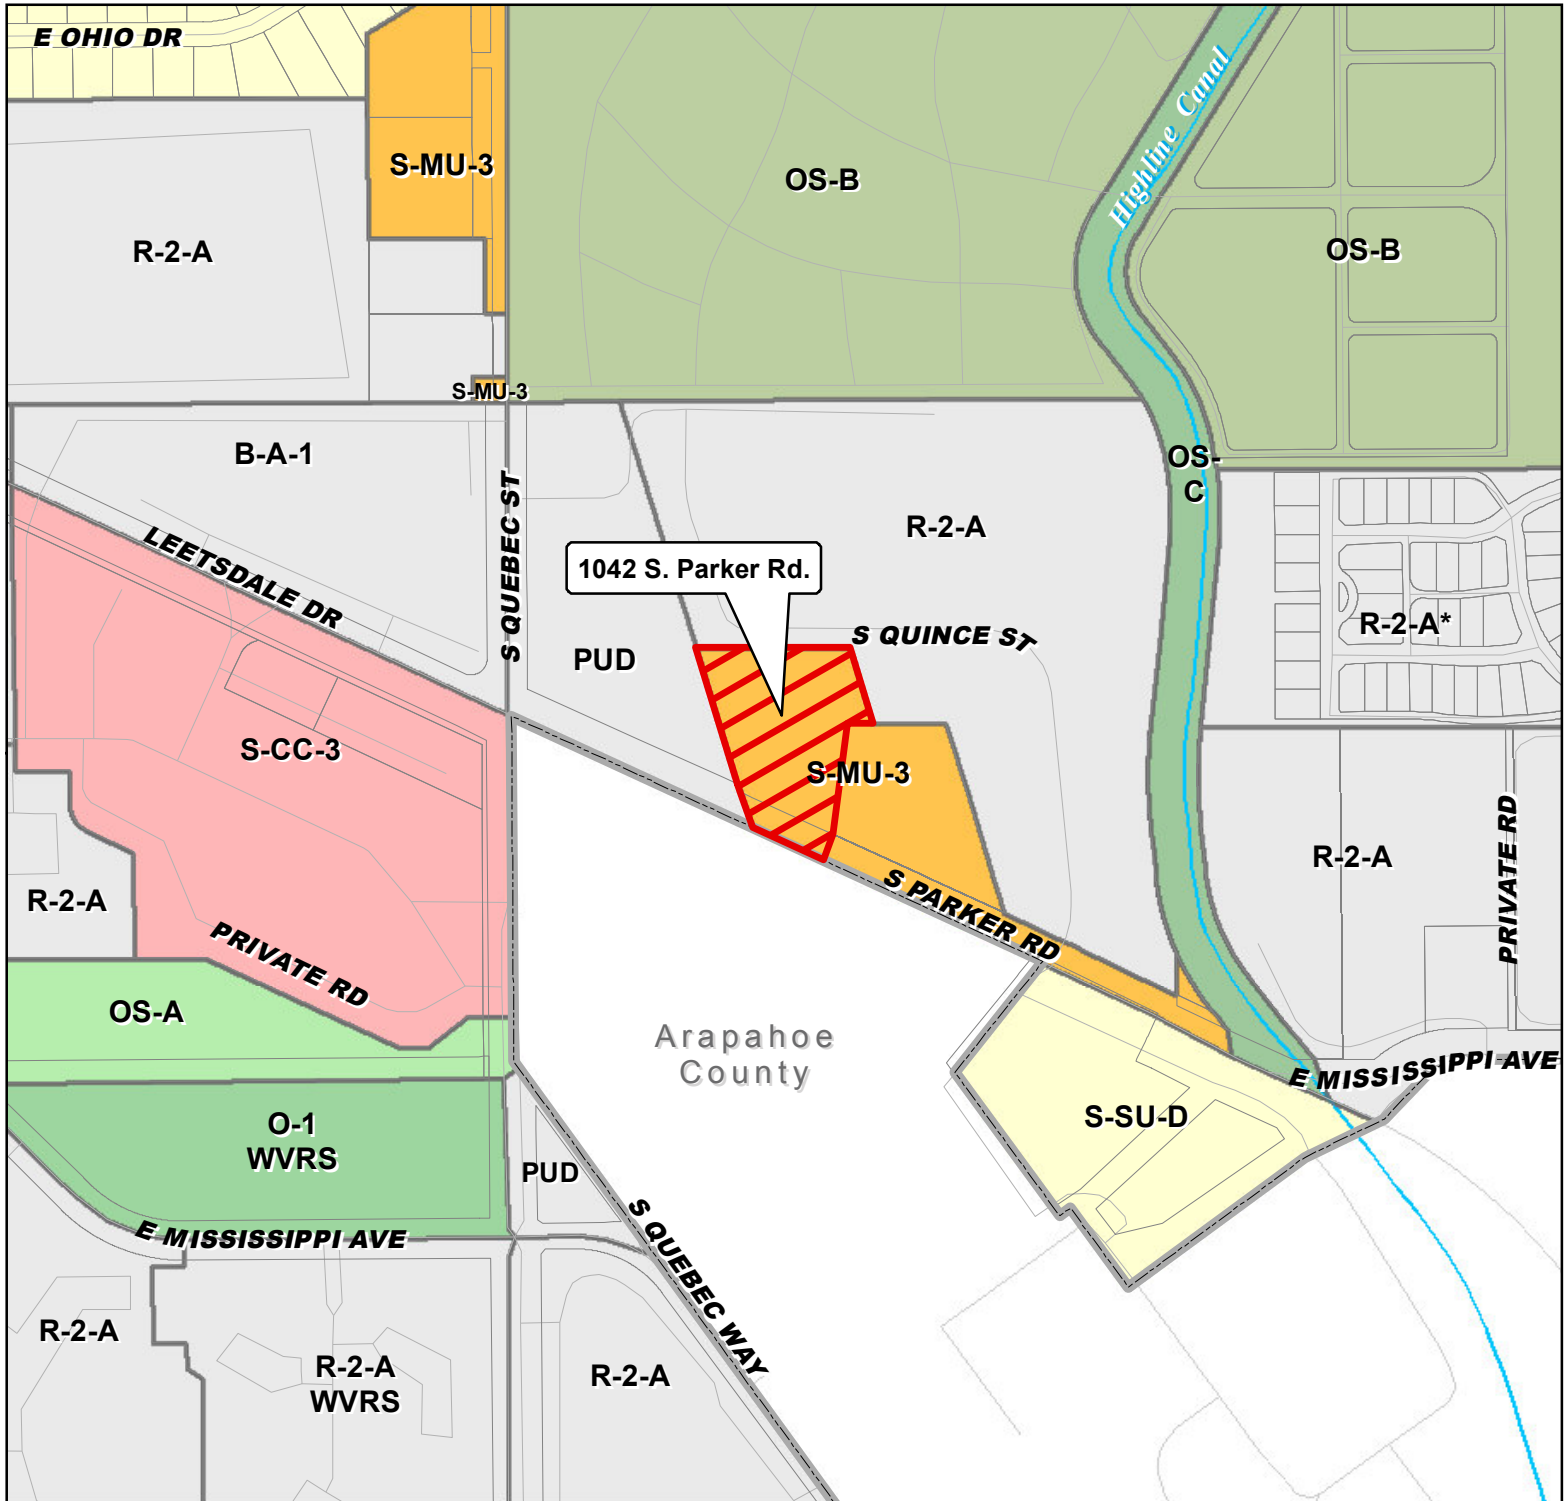 E OHIO DR
Highline Canal
S-MU-3
OS-B
R-2-A
OS-B
S-MU-3
B-A-1
OS-
C
S QUEBEC ST
R-2-A
LEETSDALE DR
1042 S. Parker Rd.
R-2-A*
S QUINCE ST
PUD
S-CC-3
S-MU-3
R-2-A
PRIVATE RD
R-2-A
S PARKER RD
PRIVATE RD
OS-A
Arapahoe
County
E MISSISSIPPI AVE
S-SU-D
O-1
WVRS
PUD
E MISSISSIPPI AVE
S QUEBEC WAY
R-2-A
R-2-A
WVRS
R-2-A